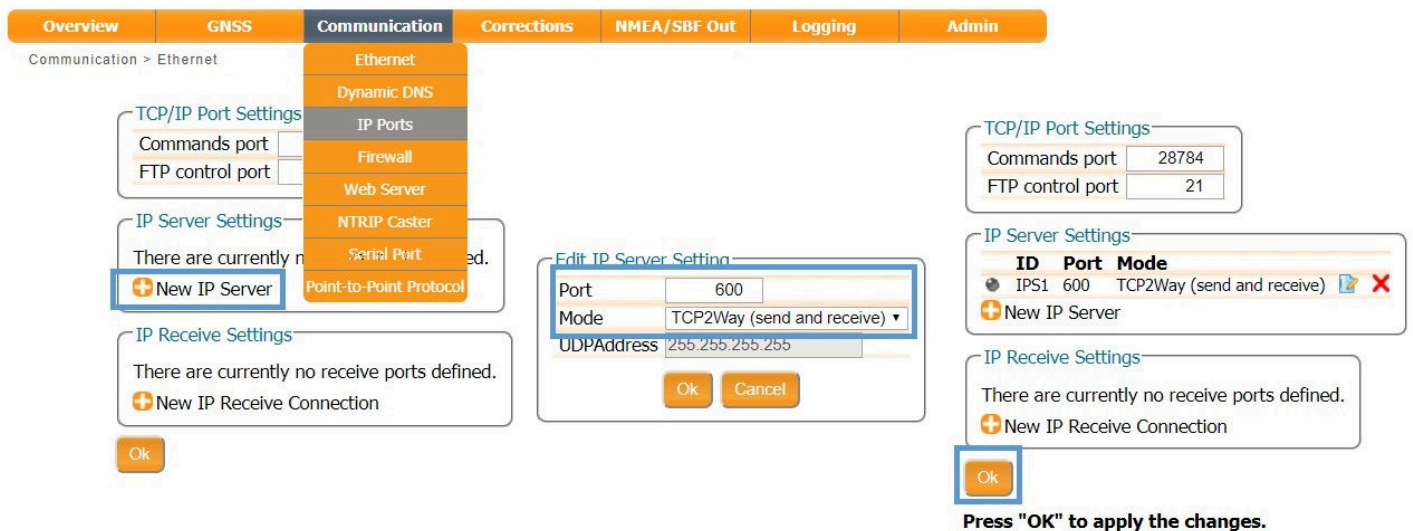 Overview GNSS Communication Corrections NMEA/SBF Out Logging Admin
Communication > Ethernet
Ethernet
Dynamic DNS
IP Ports
Firewall
Web Server
NTRIP Caster
Serial Port
Point-to-Point Protocol
TCP/IP Port Settings
Commands port
FTP control port
IP Server Settings
There are currently n ed.
New IP Server
IP Receive Settings
There are currently no receive ports defined.
New IP Receive Connection
Ok
Edit IP Server Setting
Port 600
Mode TCP2Way (send and receive)
UDPAddress 255.255.255.255
Ok Cancel
TCP/IP Port Settings
Commands port 28784
FTP control port 21
IP Server Settings
ID Port Mode
IPS1 600 TCP2Way (send and receive)
New IP Server
IP Receive Settings
There are currently no receive ports defined.
New IP Receive Connection
Ok
Press "OK" to apply the changes.